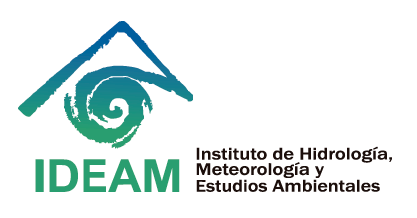 IDEAM
Instituto de Hidrología,
Meteorología y
Estudios Ambientales